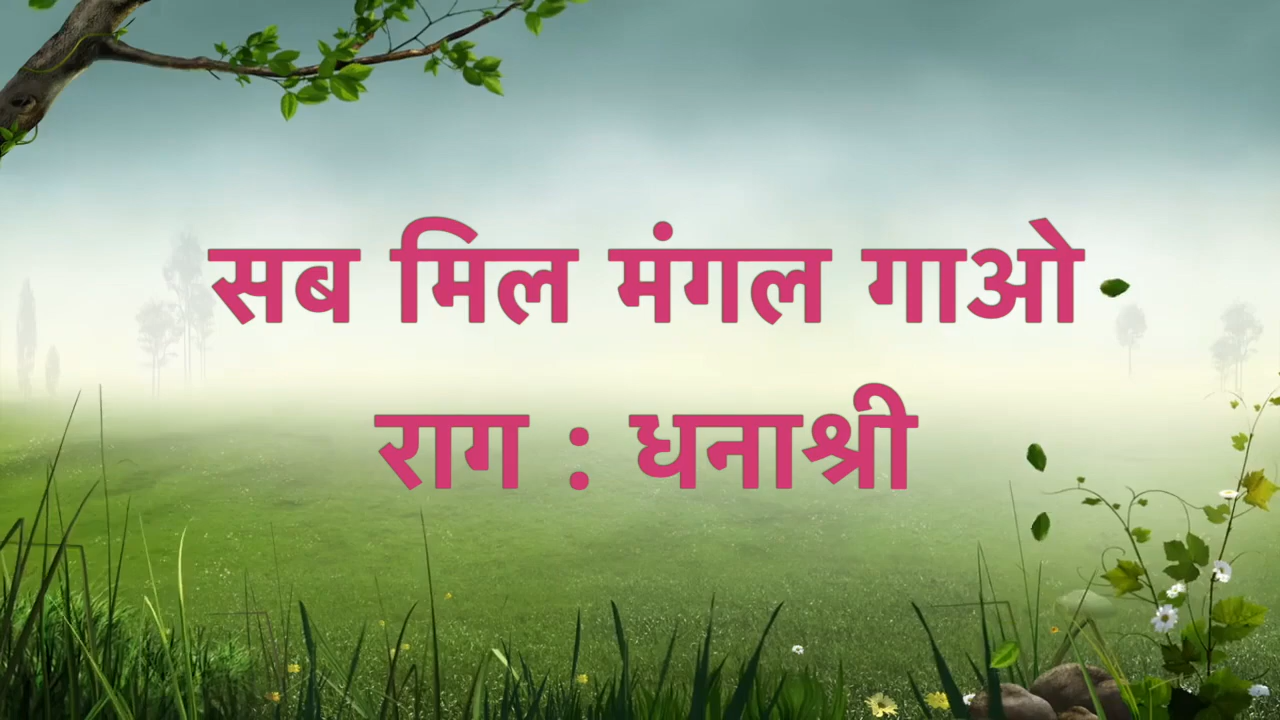 सब मिल मंगल गाओ
राग : धनाश्री